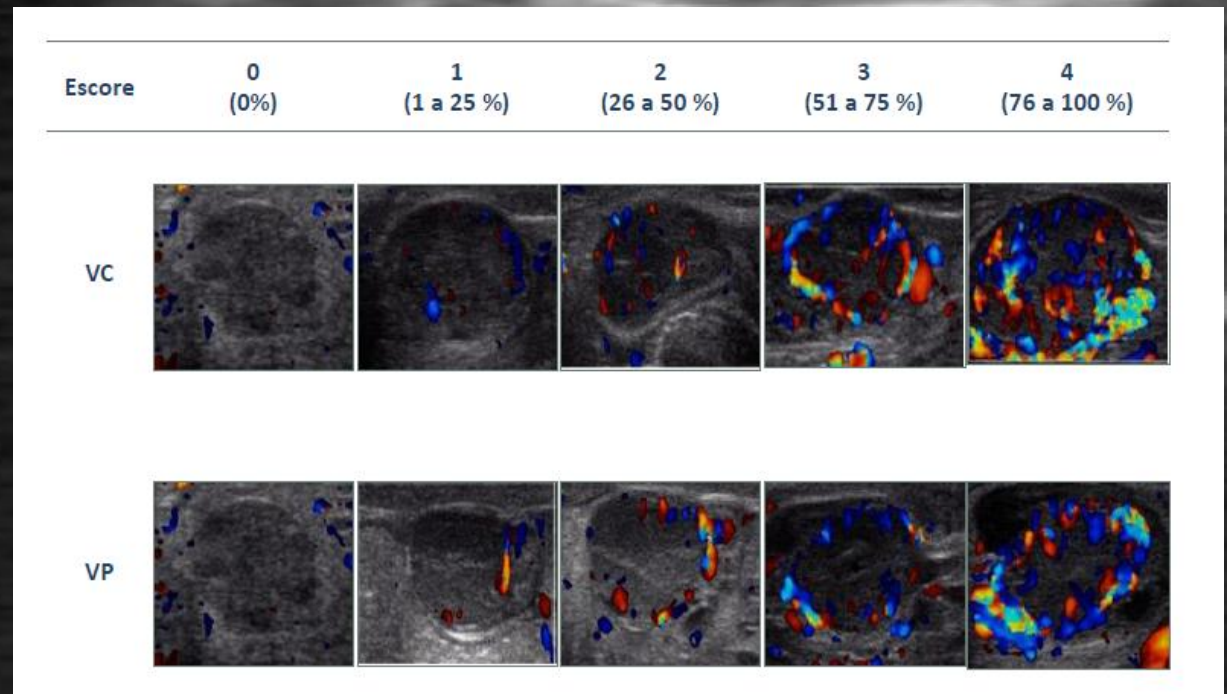 Escore
0
(0%)
1
(1 a 25 %)
2
(26 a 50 %)
3
(51 a 75 %)
4
(76 a 100 %)
VC
VP